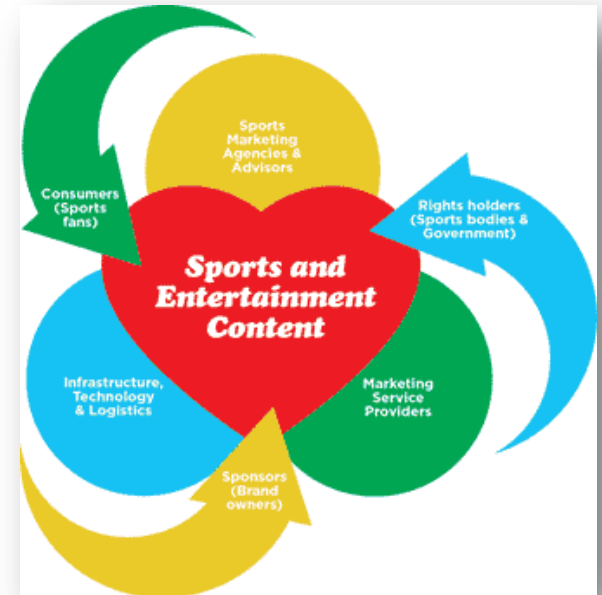 Sports
Marketing
Agencies &
Advisors
Consumers
(Sports
fans)
Rights holders
(Sports bodies &
Government)
Sports and
Entertainment
Content
Infrastructure,
Technology
& Logistics
Marketing
Service
Providers
Sponsors
(Brand
owners)